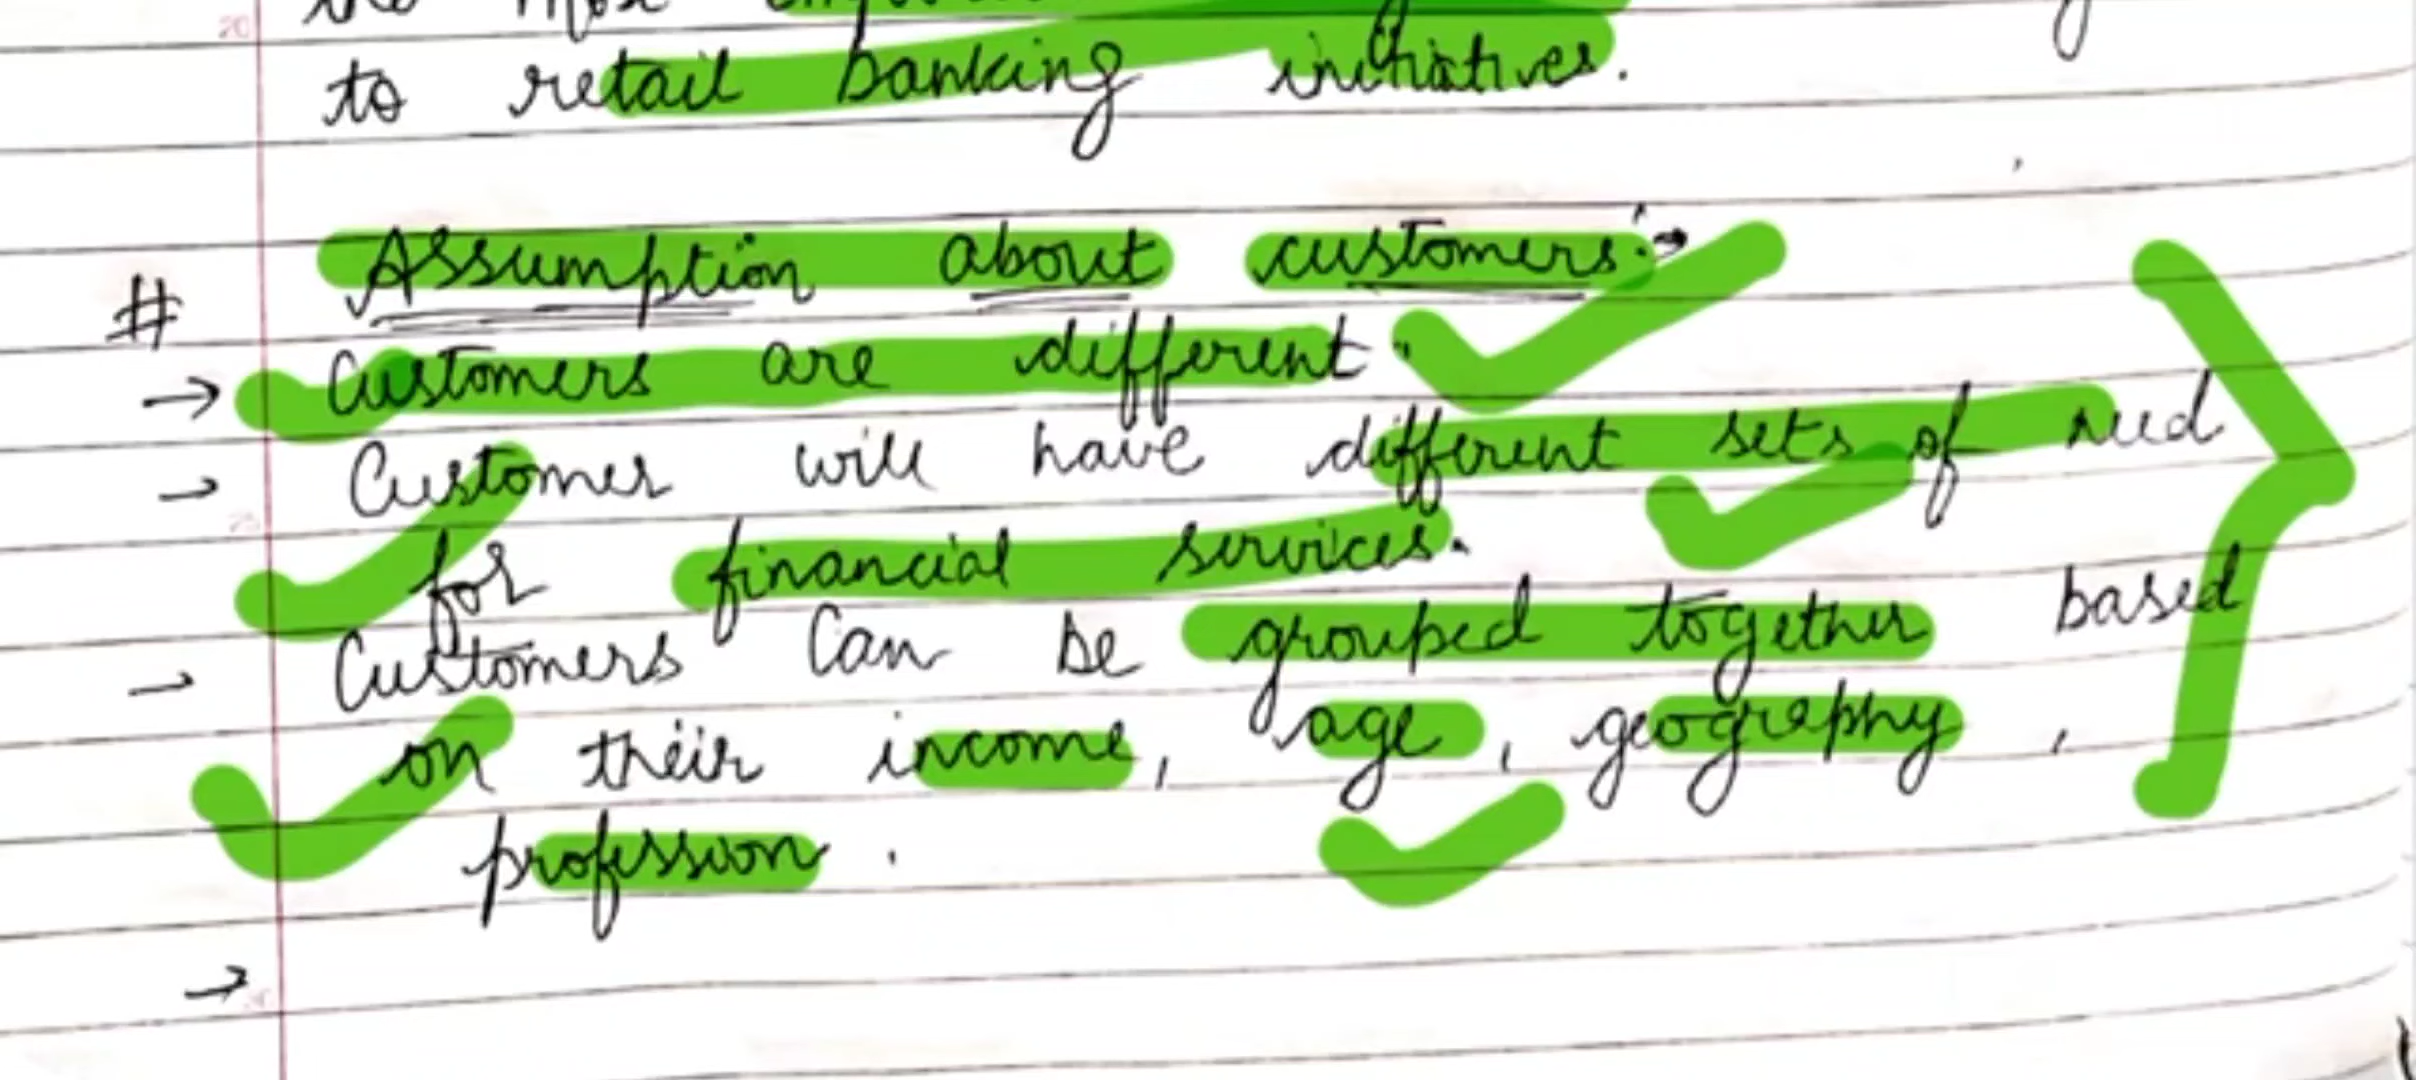 to retail banking initiatives.
# Assumption about customers:→
→ Customers are different.
→ Customer will have different sets of need
for financial services.
→ Customers Can be grouped together based
on their income, age, geography,
profession.
→